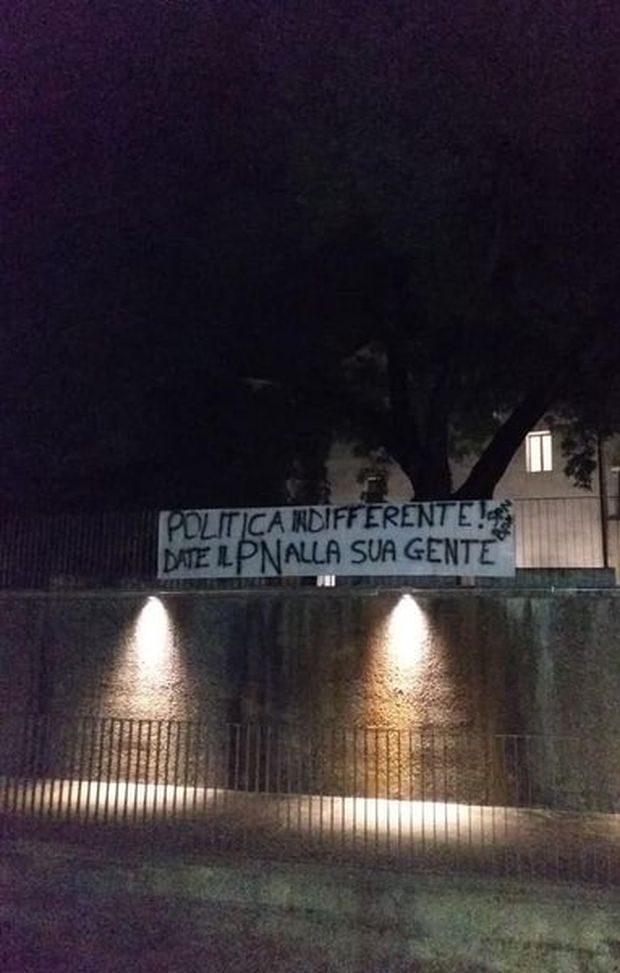 POLITICA INDIFFERENTE!
DATE IL PN ALLA SUA GENTE